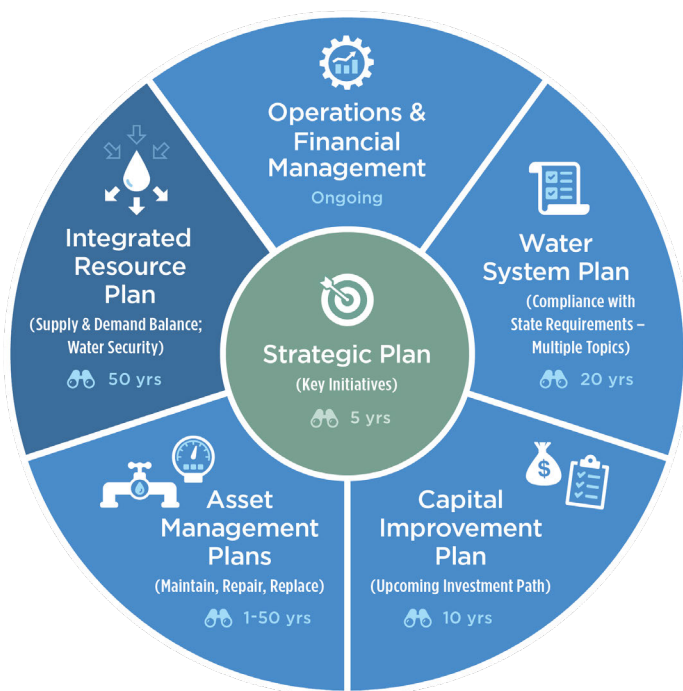 Operations &
Financial
Management
Ongoing
Water
System Plan
(Compliance with
State Requirements –
Multiple Topics)
20 yrs
Capital
Improvement
Plan
(Upcoming Investment Path)
10 yrs
Asset
Management
Plans
(Maintain, Repair, Replace)
1-50 yrs
Integrated
Resource
Plan
(Supply & Demand Balance;
Water Security)
50 yrs
Strategic Plan
(Key Initiatives)
5 yrs
$